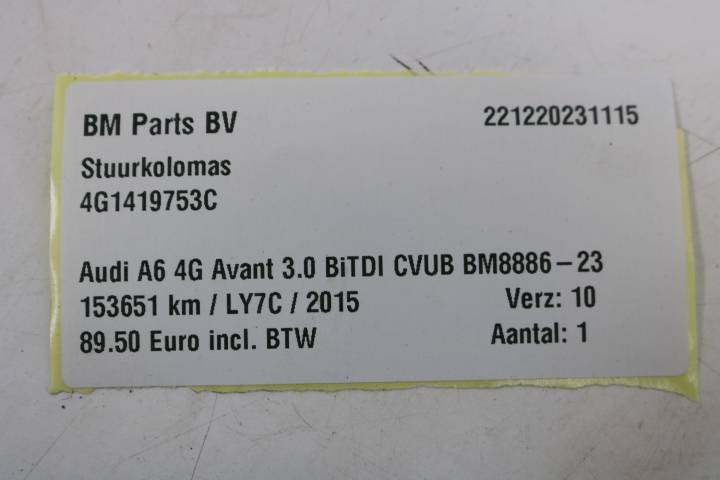 BM Parts BV 221220231115
Stuurkolomas
4G1419753C
Audi A6 4G Avant 3.0 BiTDI CVUB BM8886-23
153651 km / LY7C / 2015 Verz: 10
89.50 Euro incl. BTW Aantal: 1